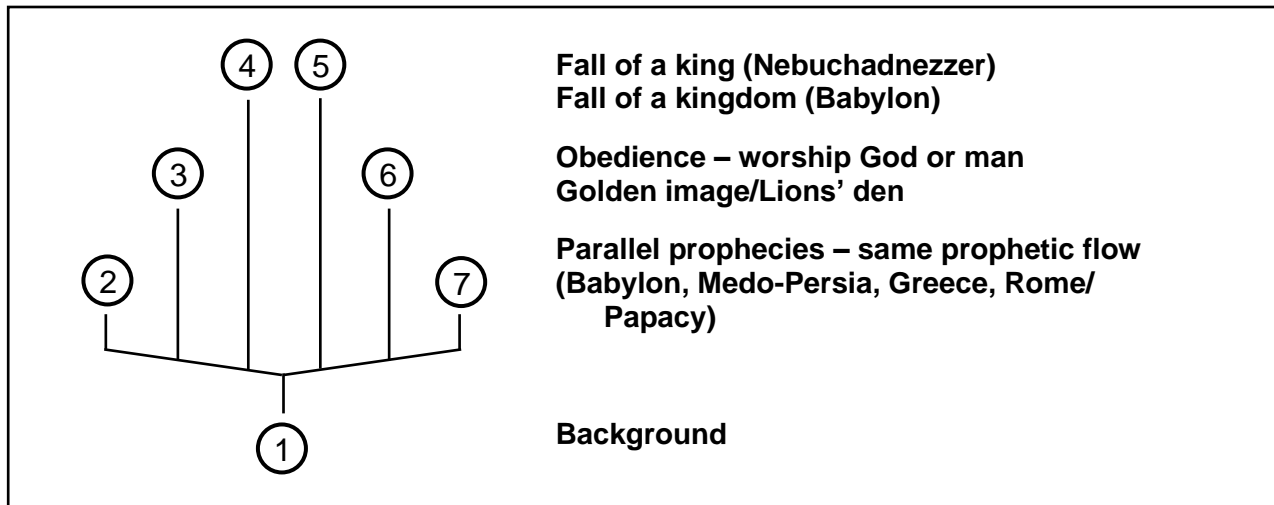 4 5 Fall of a king (Nebuchadnezzer)
Fall of a kingdom (Babylon)
3 6 Obedience – worship God or man
Golden image/Lions’ den
2 7 Parallel prophecies – same prophetic flow
(Babylon, Medo-Persia, Greece, Rome/
Papacy)
1 Background